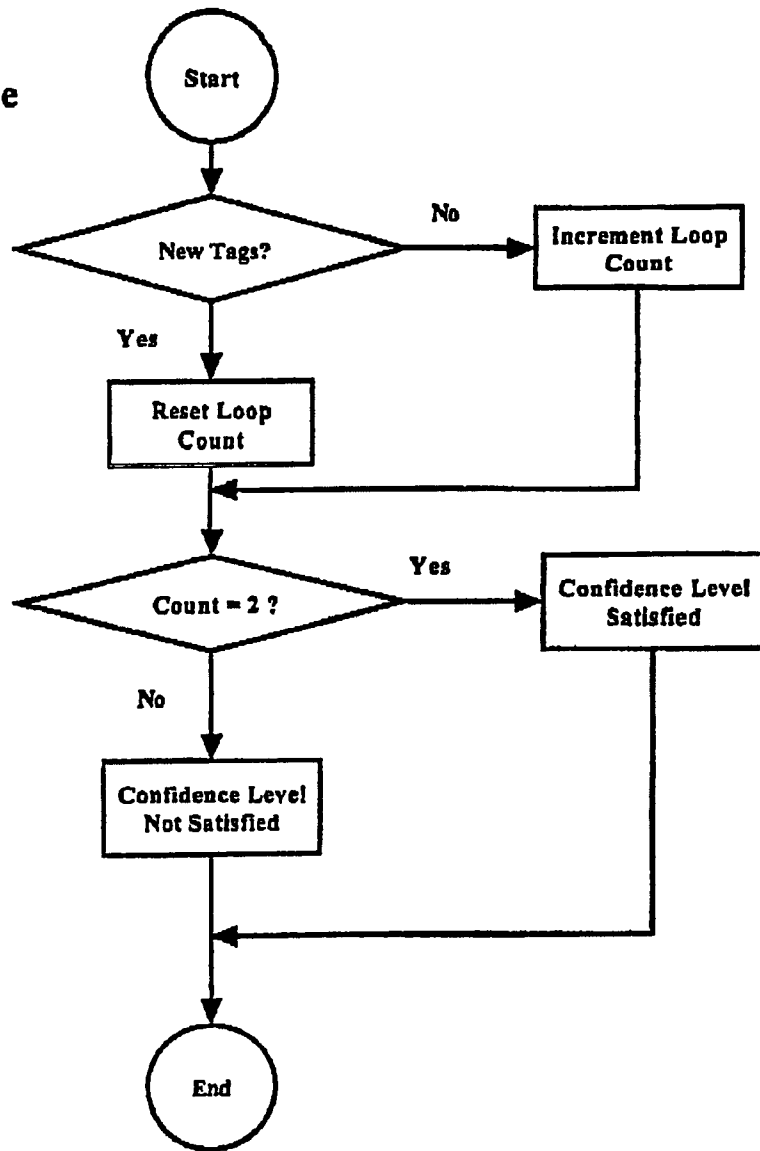 e
Start
New Tags?
No
Increment Loop
Count
Yes
Reset Loop
Count
Count = 2 ?
Yes
Confidence Level
Satisfied
No
Confidence Level
Not Satisfied
End